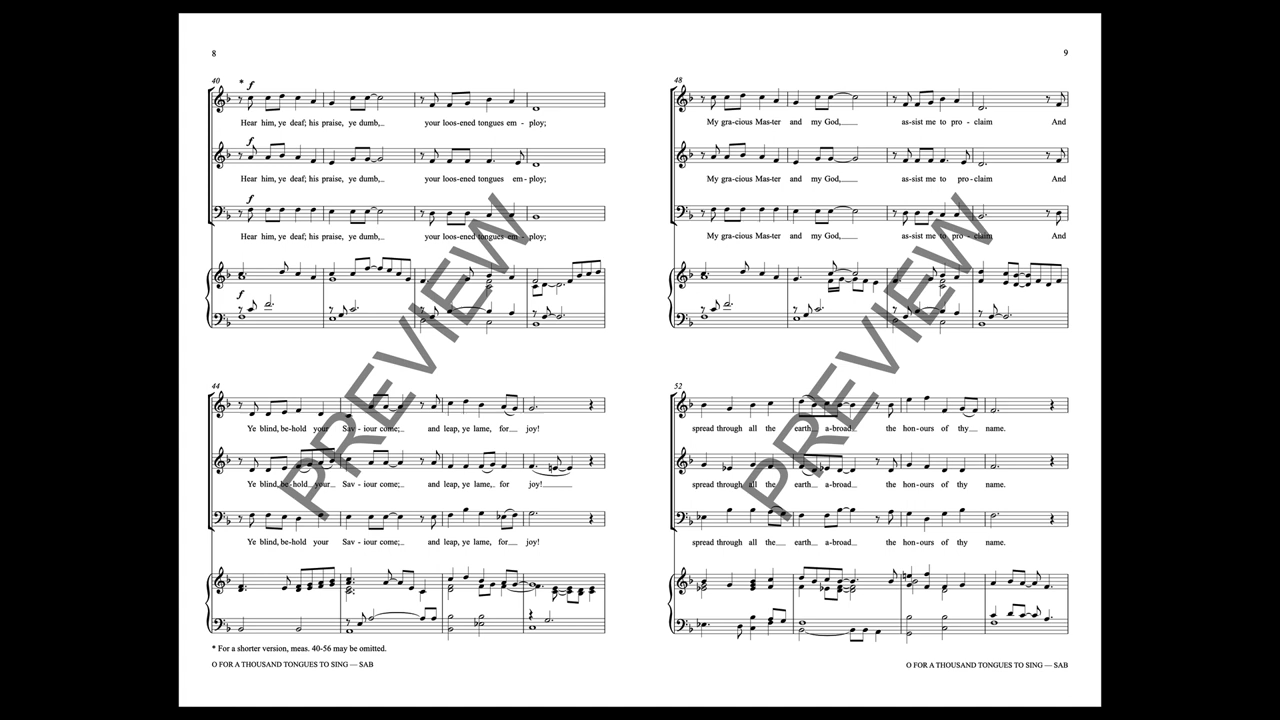 8
40
* f
Hear him, ye deaf; his praise, ye dumb, your loos-ened tongues em - ploy;
f
Hear him, ye deaf; his praise, ye dumb, your loos-ened tongues em- ploy;
f
Hear him, ye deaf; his praise, ye dumb, your loos-ened tongues em - ploy;
f
44
Ye blind, be-hold your Sav - iour come; and leap, ye lame, for joy!
Ye blind, be-hold your Sav - iour come; and leap, ye lame, for joy!
Ye blind, be-hold your Sav - iour come; and leap, ye lame, for joy!
* For a shorter version, meas. 40-56 may be omitted.
O FOR A THOUSAND TONGUES TO SING — SAB
PREVIEW
9
48
My gra-cious Mas-ter and my God, as-sist me to pro - claim And
My gra-cious Mas-ter and my God, as-sist me to pro-claim And
My gra-cious Mas-ter and my God, as-sist me to pro - claim And
52
spread through all the earth a-broad the hon-ours of thy name.
spread through all the earth a-broad the hon-ours of thy name.
spread through all the earth a-broad the hon-ours of thy name.
O FOR A THOUSAND TONGUES TO SING — SAB
PREVIEW